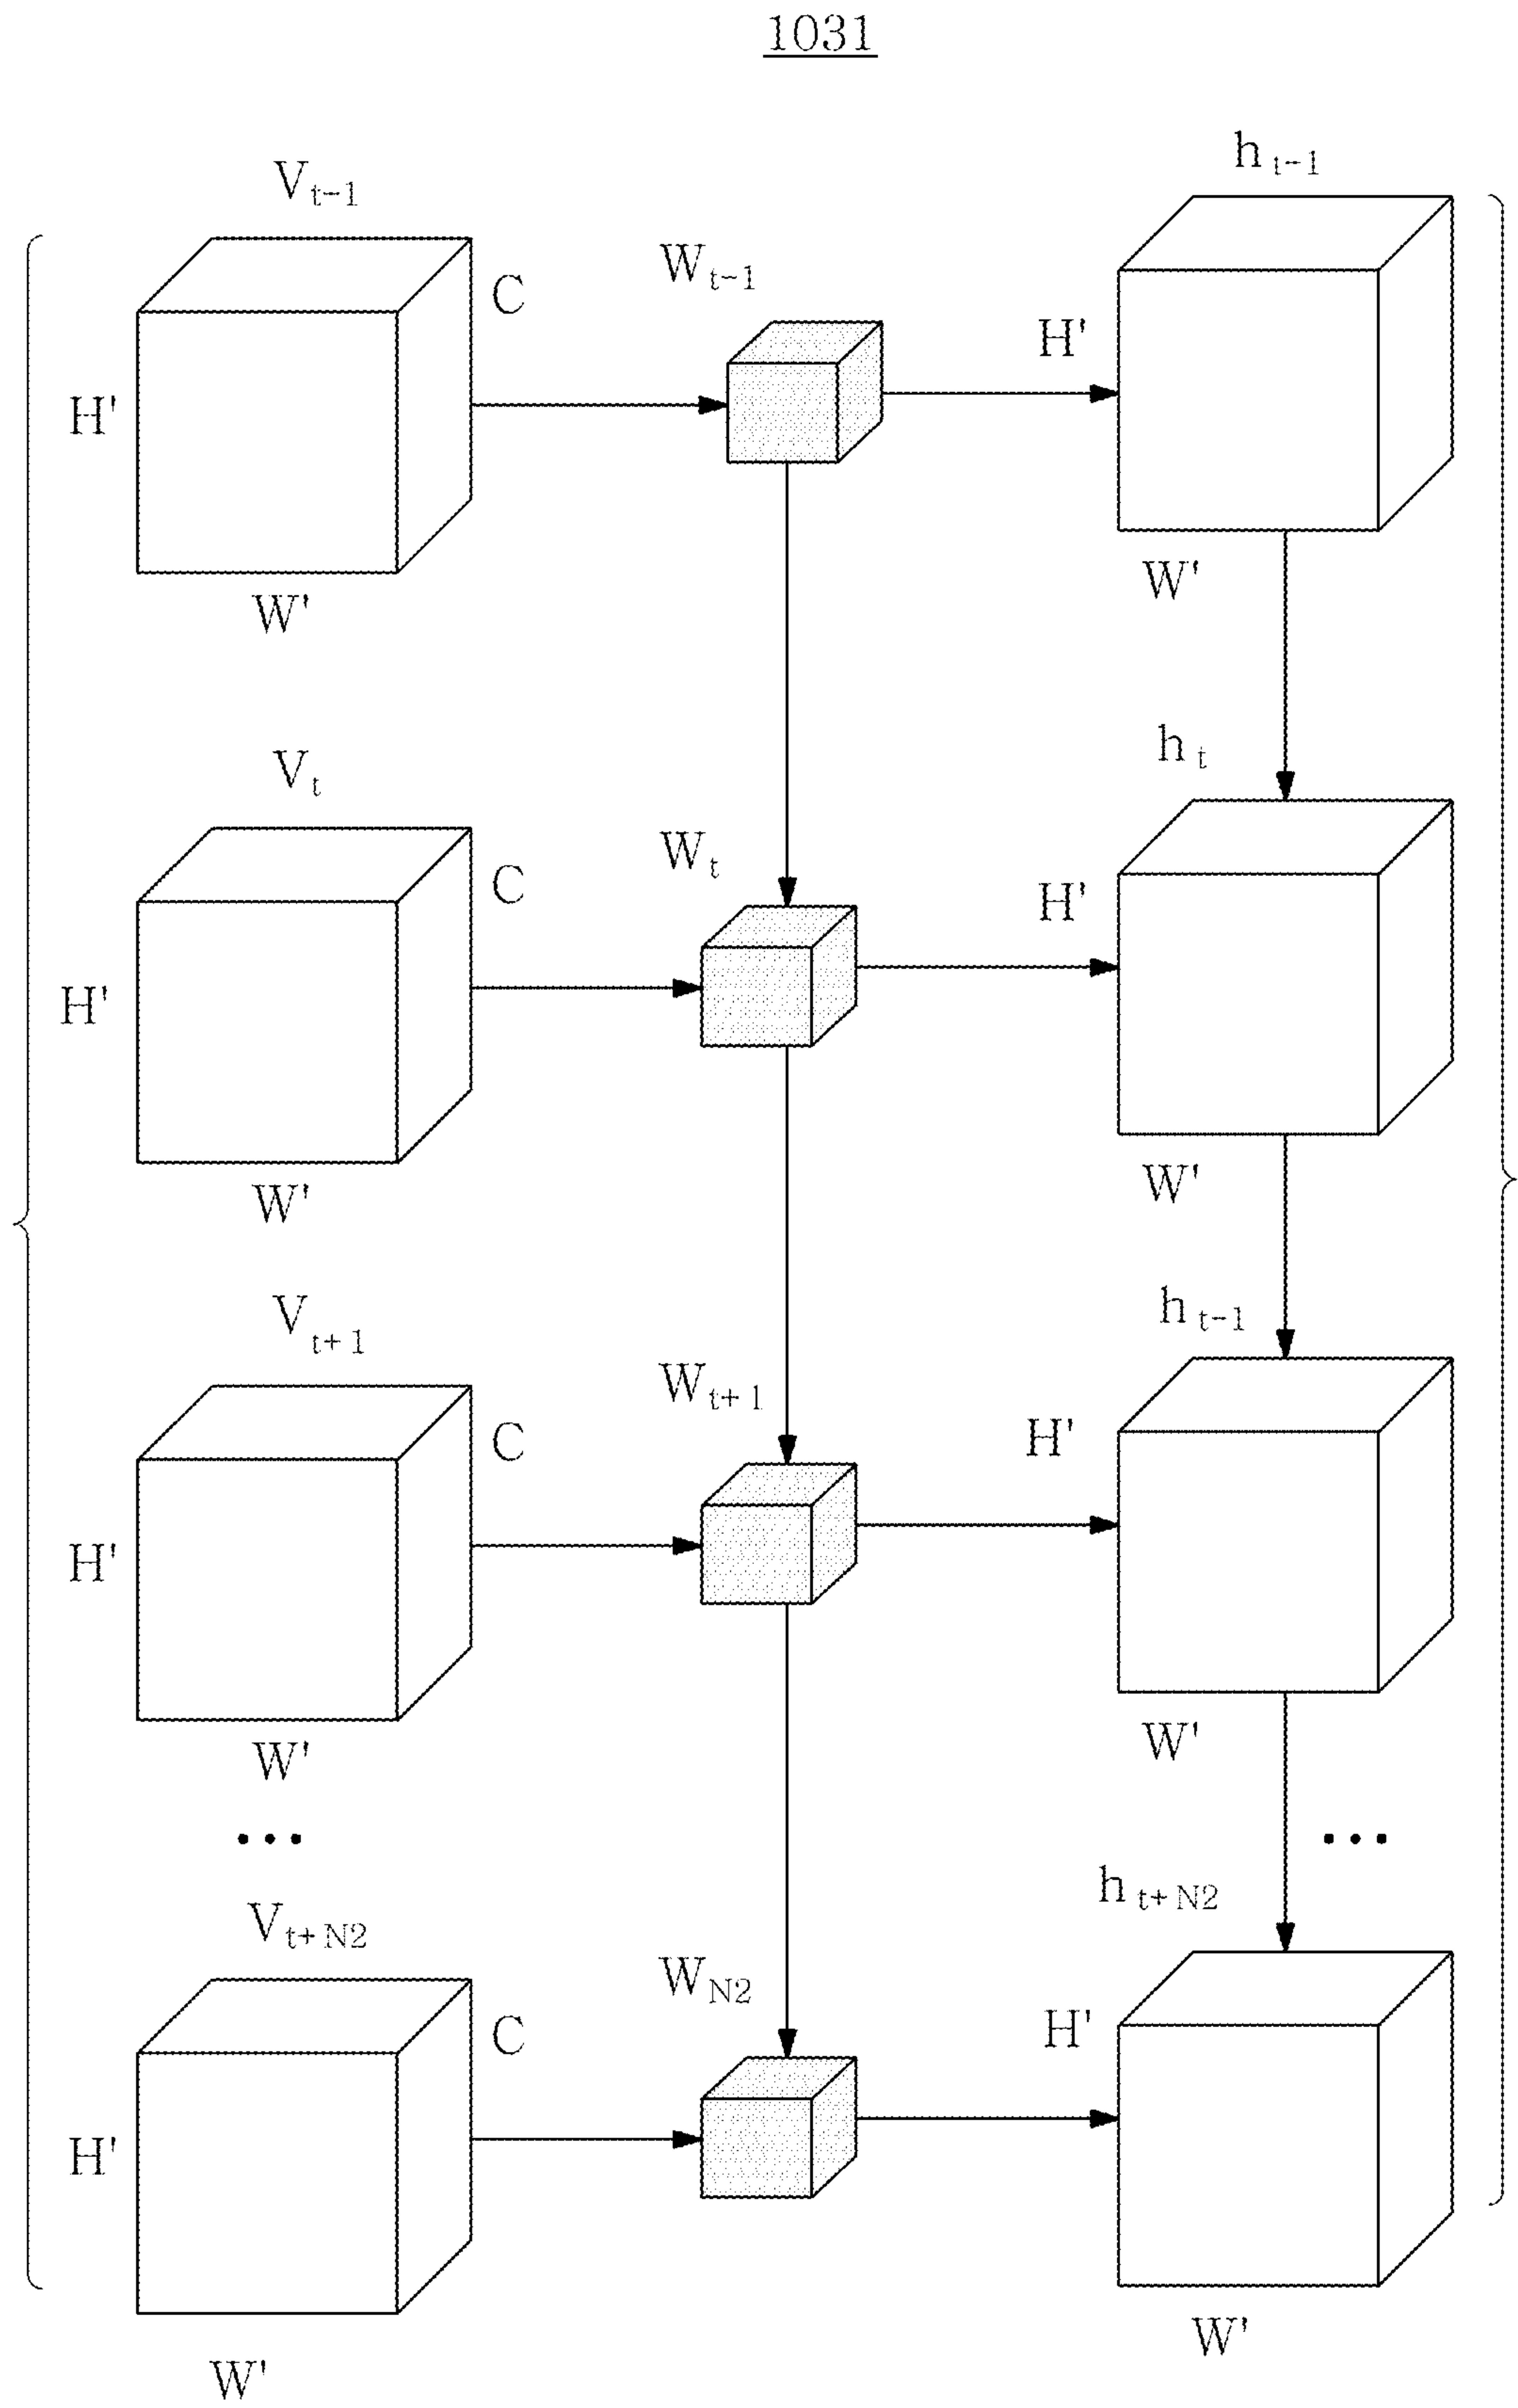 1031
V t-1
h t-1
W t-1
C
H'
H'
W'
W'
V t
h t
W t
C
H'
H'
W'
W'
V t+1
h t-1
W t+1
C
H'
H'
W'
W'
... ...
V t+N2
h t+N2
W N2
C
H'
H'
W'
W'